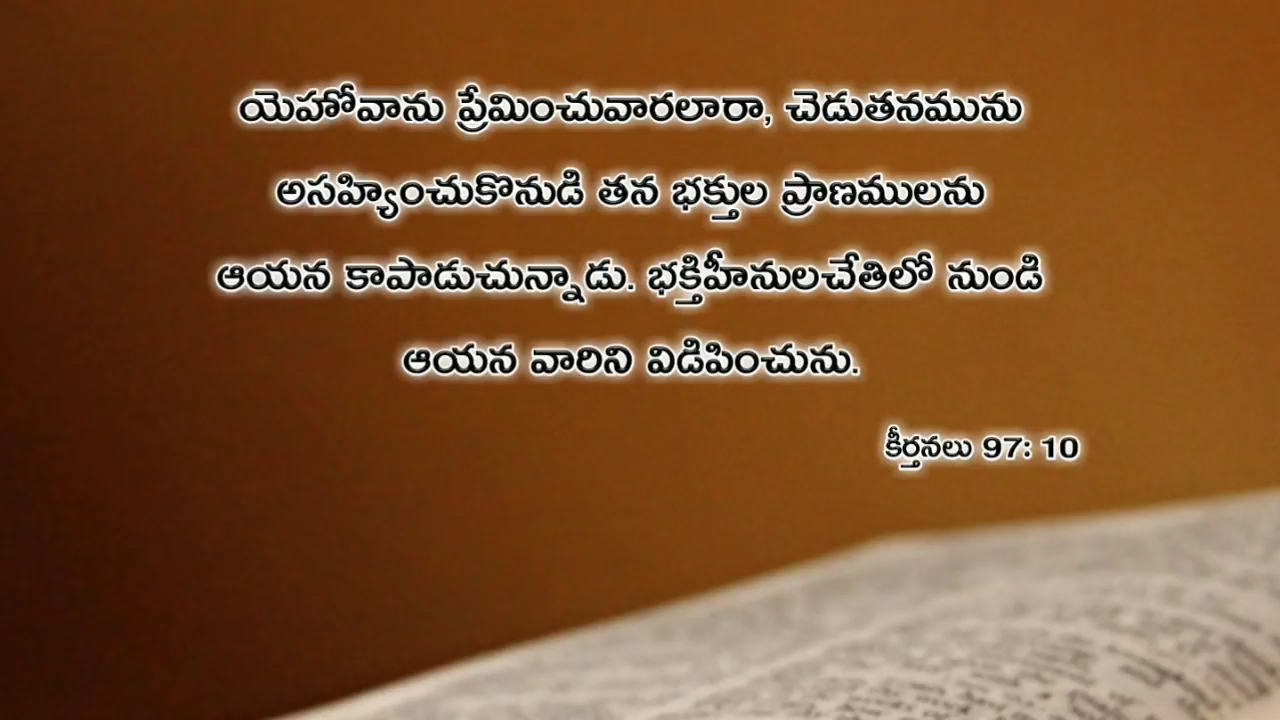 యెహోవాను ప్రేమించువారలారా, చెడుతనమును
అసహ్యించుకొనుడి తన భక్తుల ప్రాణములను
ఆయన కాపాడుచున్నాడు. భక్తిహీనులచేతిలో నుండి
ఆయన వారిని విడిపించును.
కీర్తనలు 97: 10